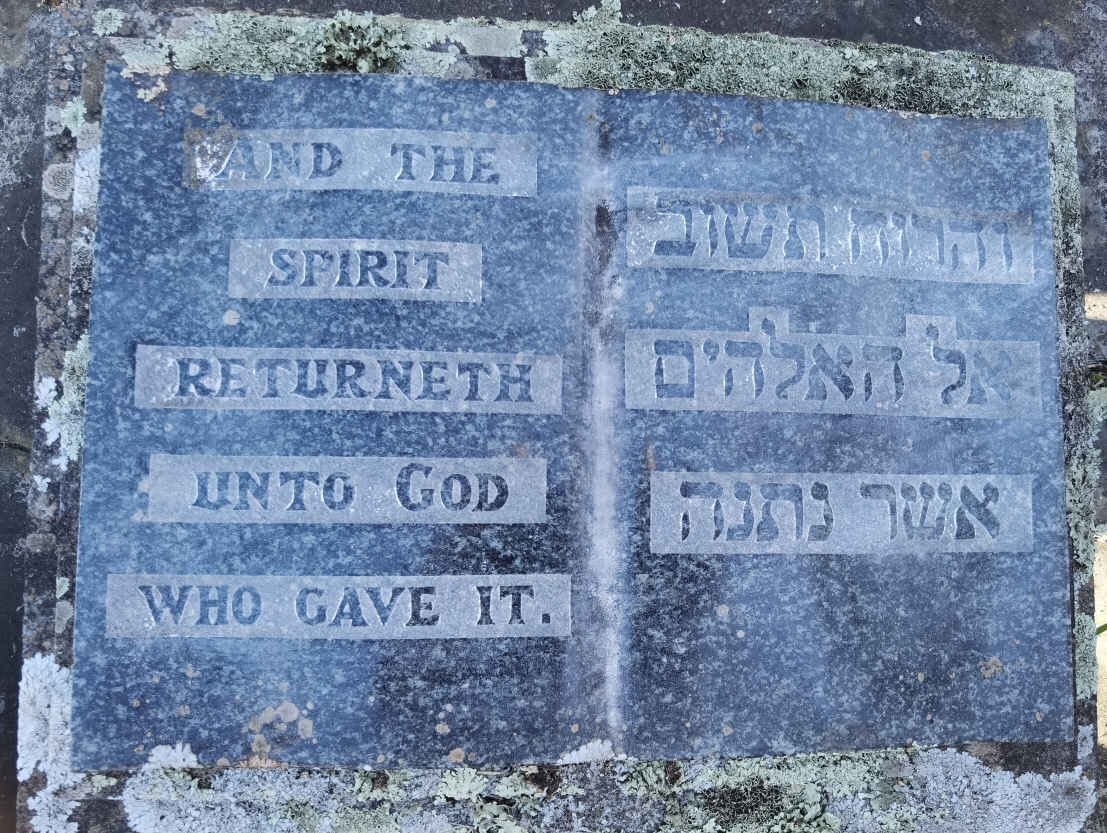 AND THE
SPIRIT
RETURNETH
UNTO GOD
WHO GAVE IT.
והרוח תשוב
אל האלהים
אשר נתנה